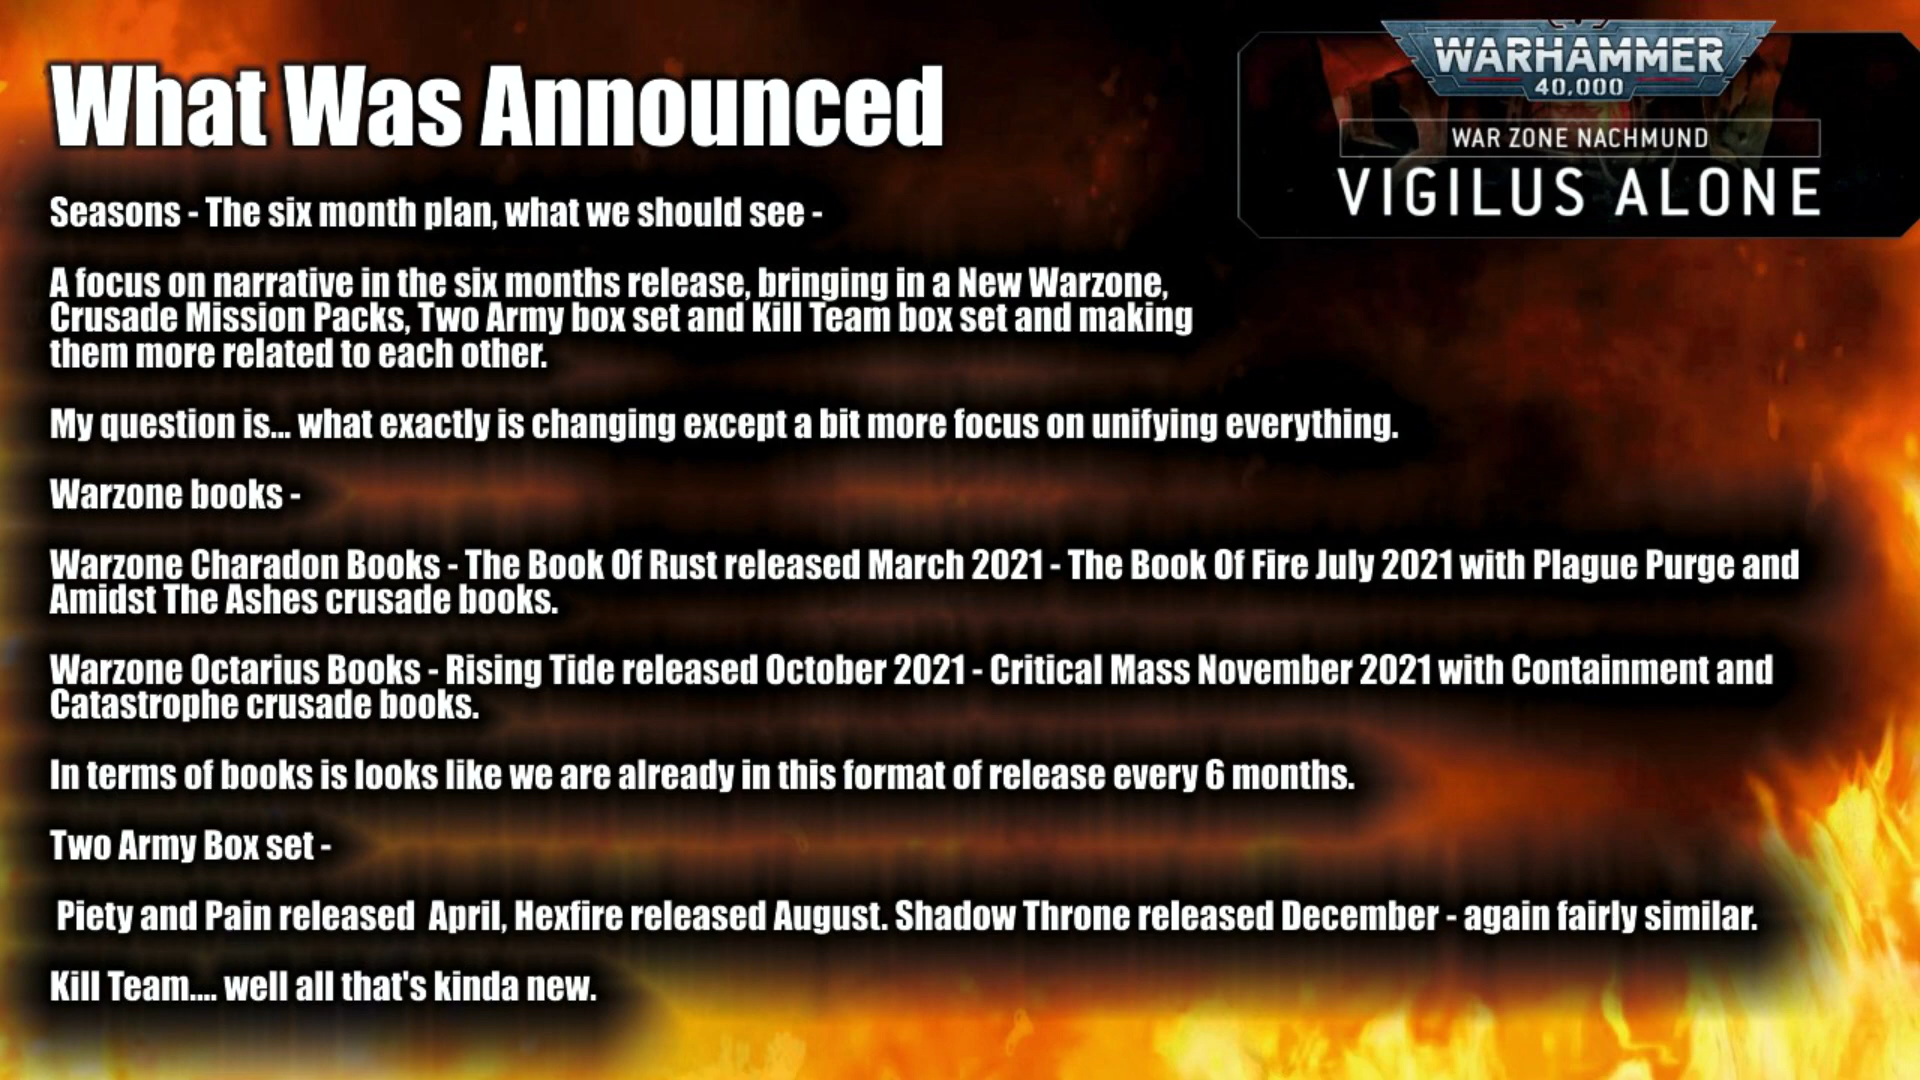 What Was Announced
WARHAMMER
40,000
WAR ZONE NACHMUND
VIGILUS ALONE
Seasons - The six month plan, what we should see -
A focus on narrative in the six months release, bringing in a New Warzone,
Crusade Mission Packs, Two Army box set and Kill Team box set and making
them more related to each other.
My question is... what exactly is changing except a bit more focus on unifying everything.
Warzone books -
Warzone Charadon Books - The Book Of Rust released March 2021 - The Book Of Fire July 2021 with Plague Purge and
Amidst The Ashes crusade books.
Warzone Octarius Books - Rising Tide released October 2021 - Critical Mass November 2021 with Containment and
Catastrophe crusade books.
In terms of books is looks like we are already in this format of release every 6 months.
Two Army Box set -
Piety and Pain released  April, Hexfire released August. Shadow Throne released December - again fairly similar.
Kill Team.... well all that's kinda new.